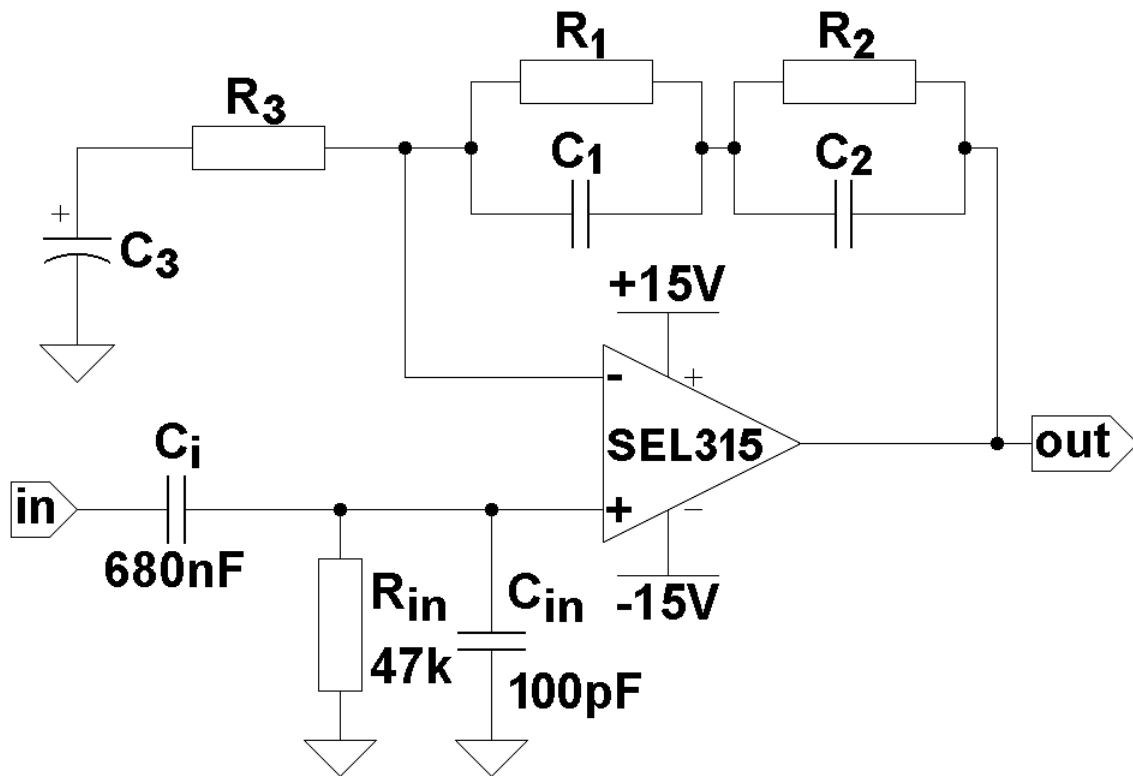 R1
R2
R3
C1
C2
+
C3
+15V
-
+
SEL315
out
Ci
in
+
-
680nF
Rin
Cin
-15V
47k
100pF